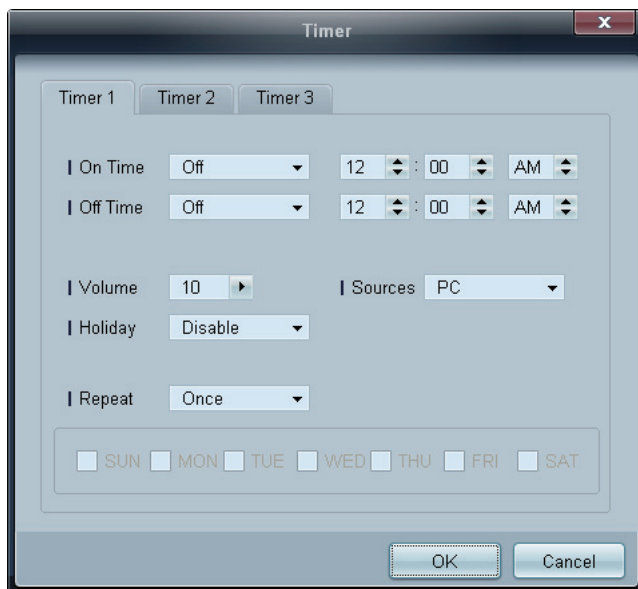 Timer
x
Timer 1 Timer 2 Timer 3
On Time Off 12 : 00 AM
Off Time Off 12 : 00 AM
Volume 10 Sources PC
Holiday Disable
Repeat Once
SUN MON TUE WED THU FRI SAT
OK Cancel